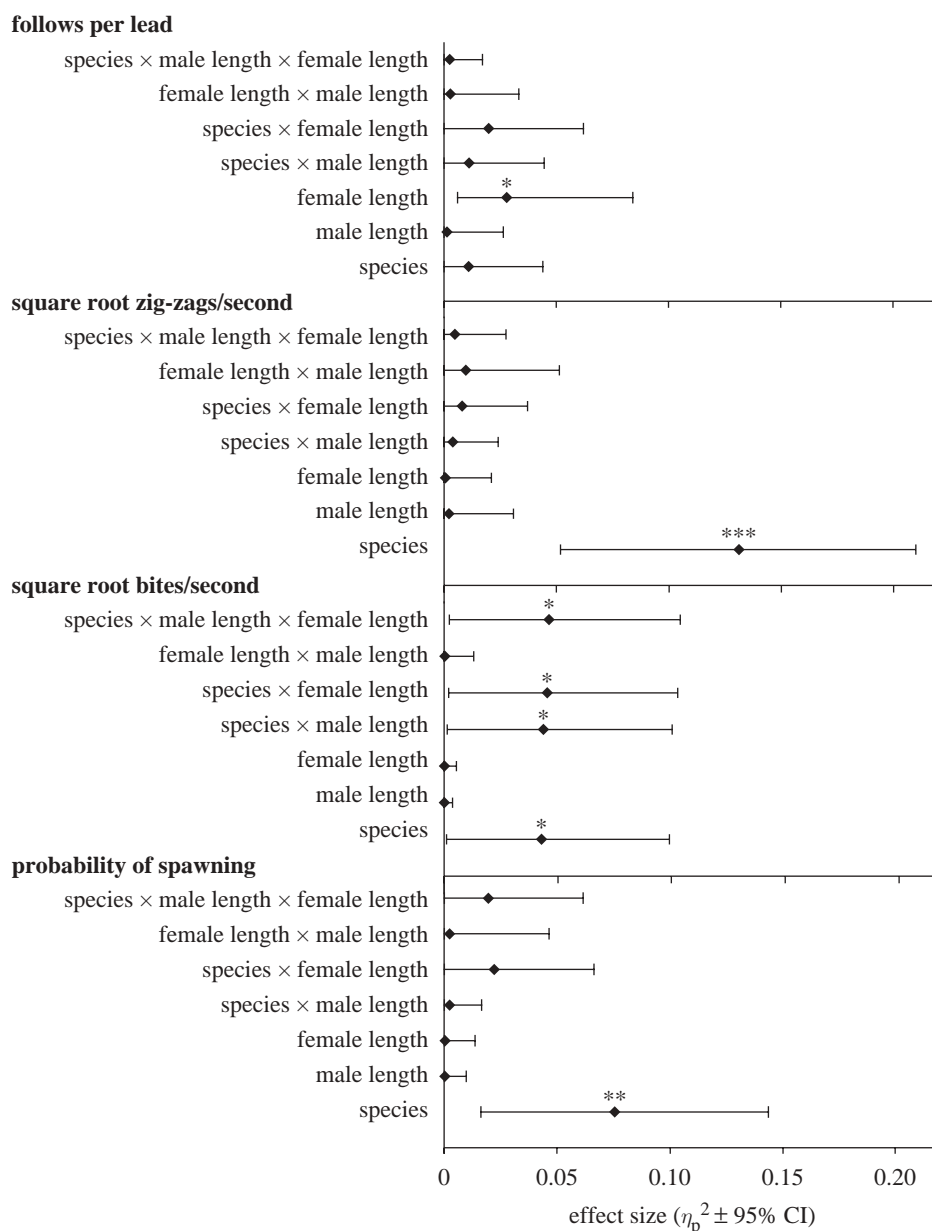 follows per lead
species × male length × female length
female length × male length
species × female length
species × male length
*
female length
male length
species
square root zig-zags/second
species × male length × female length
female length × male length
species × female length
species × male length
female length
male length
***
species
square root bites/second
*
species × male length × female length
female length × male length
*
species × female length
*
species × male length
female length
male length
*
species
probability of spawning
species × male length × female length
female length × male length
species × female length
species × male length
female length
male length
**
species
0 0.05 0.10 0.15 0.20
effect size (ηp² ± 95% CI)